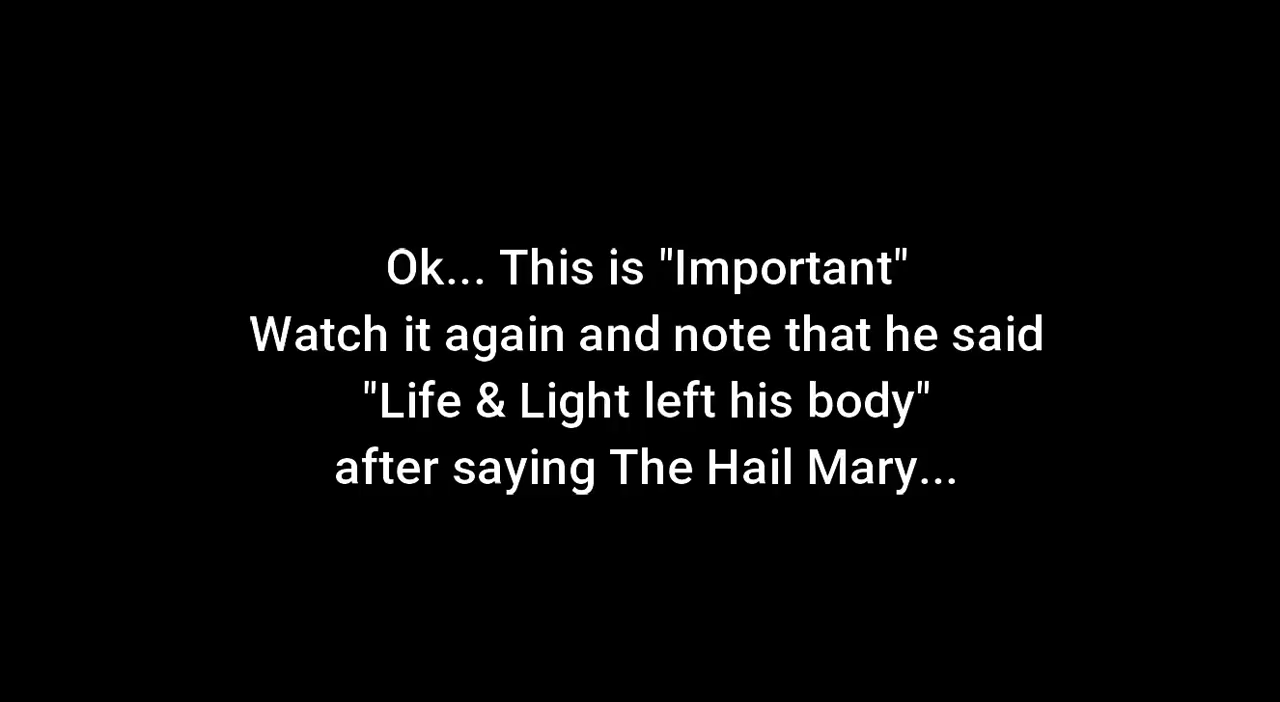 Ok... This is "Important"
Watch it again and note that he said
"Life & Light left his body"
after saying The Hail Mary...